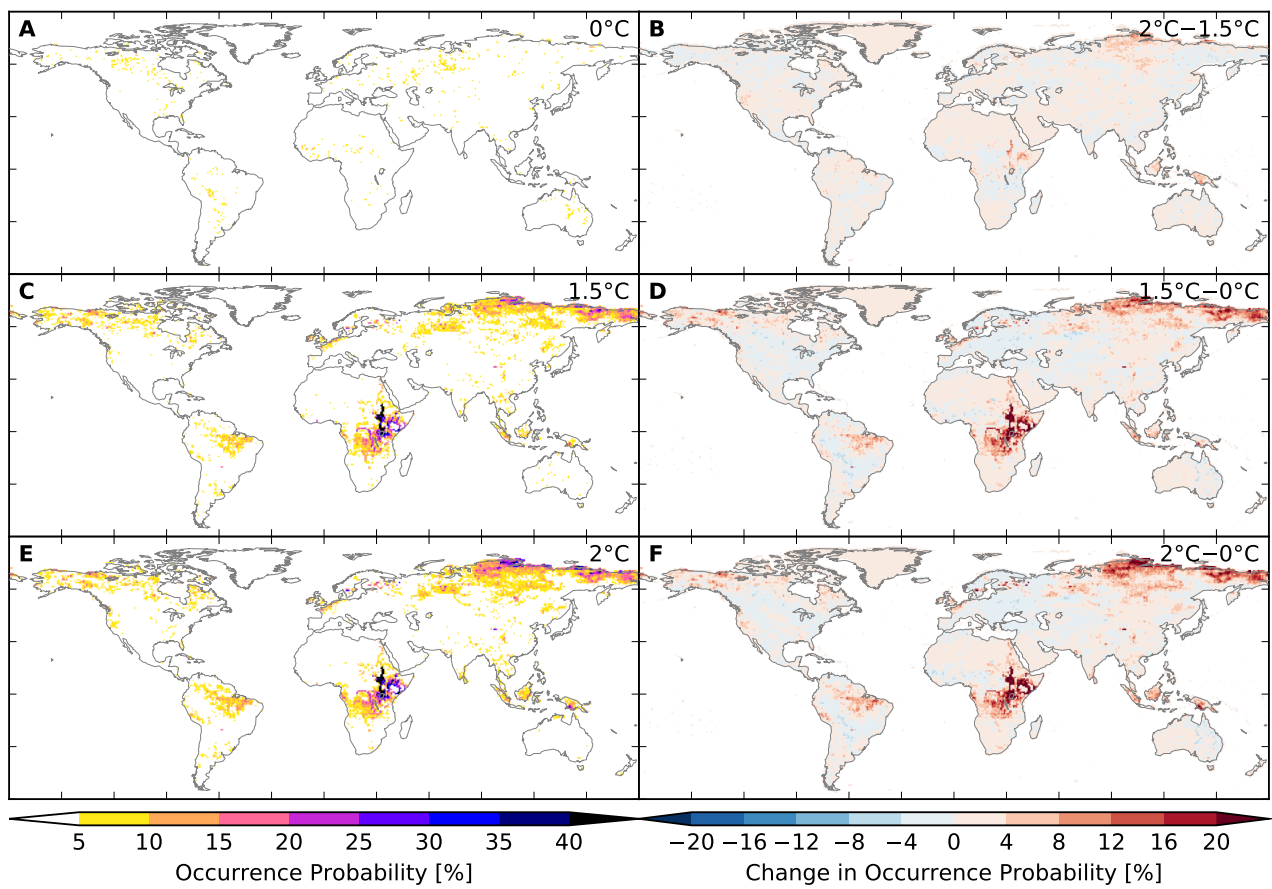 A 0°C
B 2°C−1.5°C
C 1.5°C
D 1.5°C−0°C
E 2°C
F 2°C−0°C
5 10 15 20 25 30 35 40
−20 −16 −12 −8 −4 0 4 8 12 16 20
Occurrence Probability [%]
Change in Occurrence Probability [%]